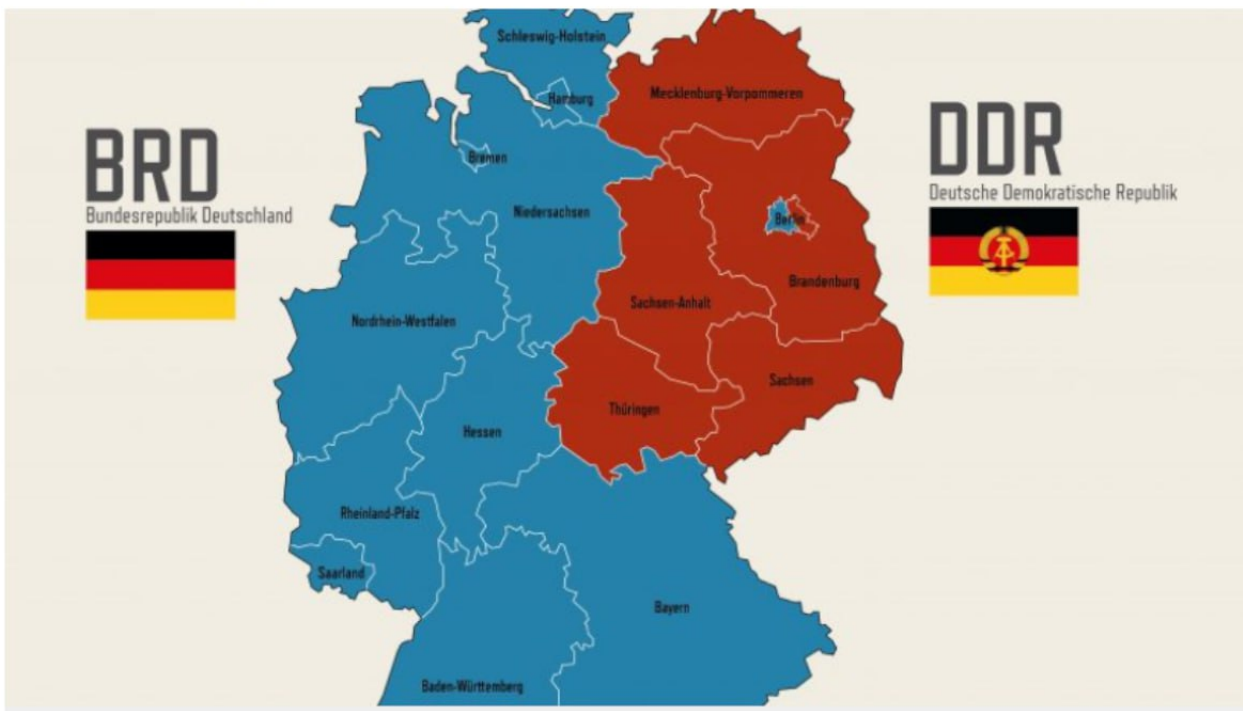 Schleswig-Holstein
Hamburg
Mecklenburg-Vorpommeren
BRD
Bundesrepublik Deutschland
DDR
Deutsche Demokratische Republik
Bremen
Niedersachsen
Berlin
Brandenburg
Sachsen-Anhalt
Nordrhein-Westfalen
Sachsen
Thüringen
Hessen
Rheinland-Pfalz
Saarland
Bayern
Baden-Württemberg